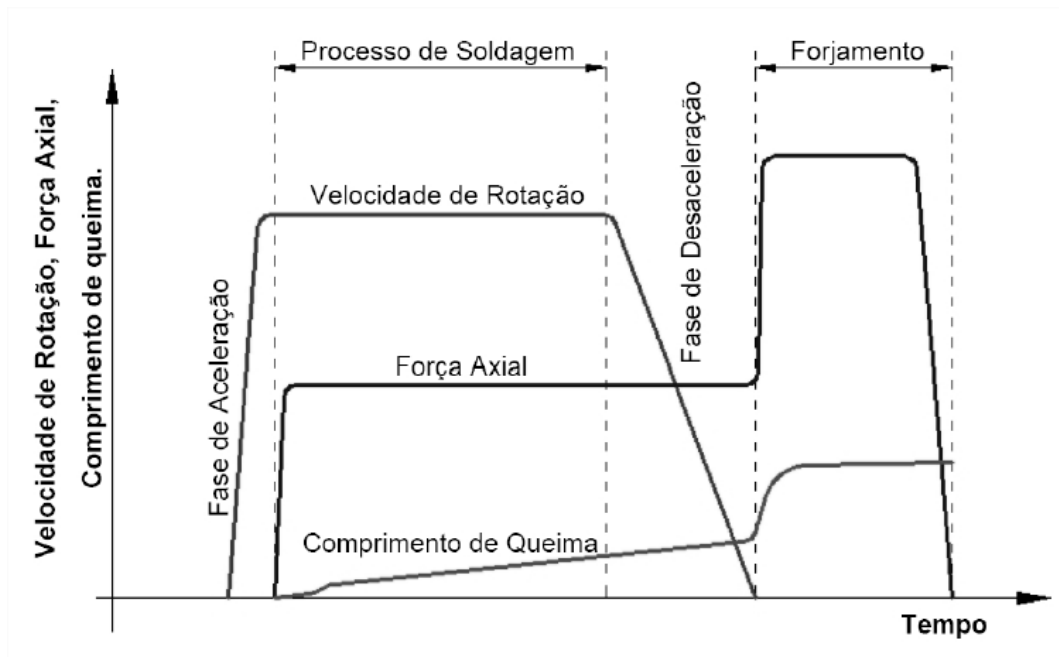 Processo de Soldagem
Forjamento
Velocidade de Rotação, Força Axial,
Comprimento de queima.
Fase de Aceleração
Velocidade de Rotação
Fase de Desaceleração
Força Axial
Comprimento de Queima
Tempo